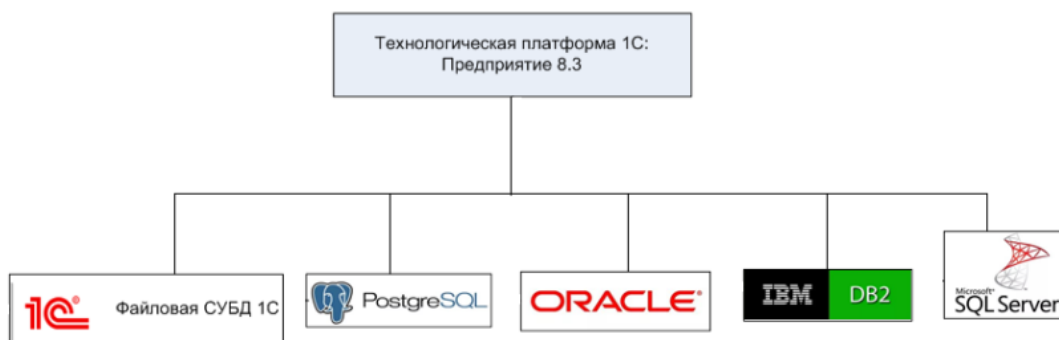 Технологическая платформа 1С:
Предприятие 8.3
1С Файловая СУБД 1С
PostgreSQL
ORACLE®
IBM DB2
Microsoft®
SQL Server